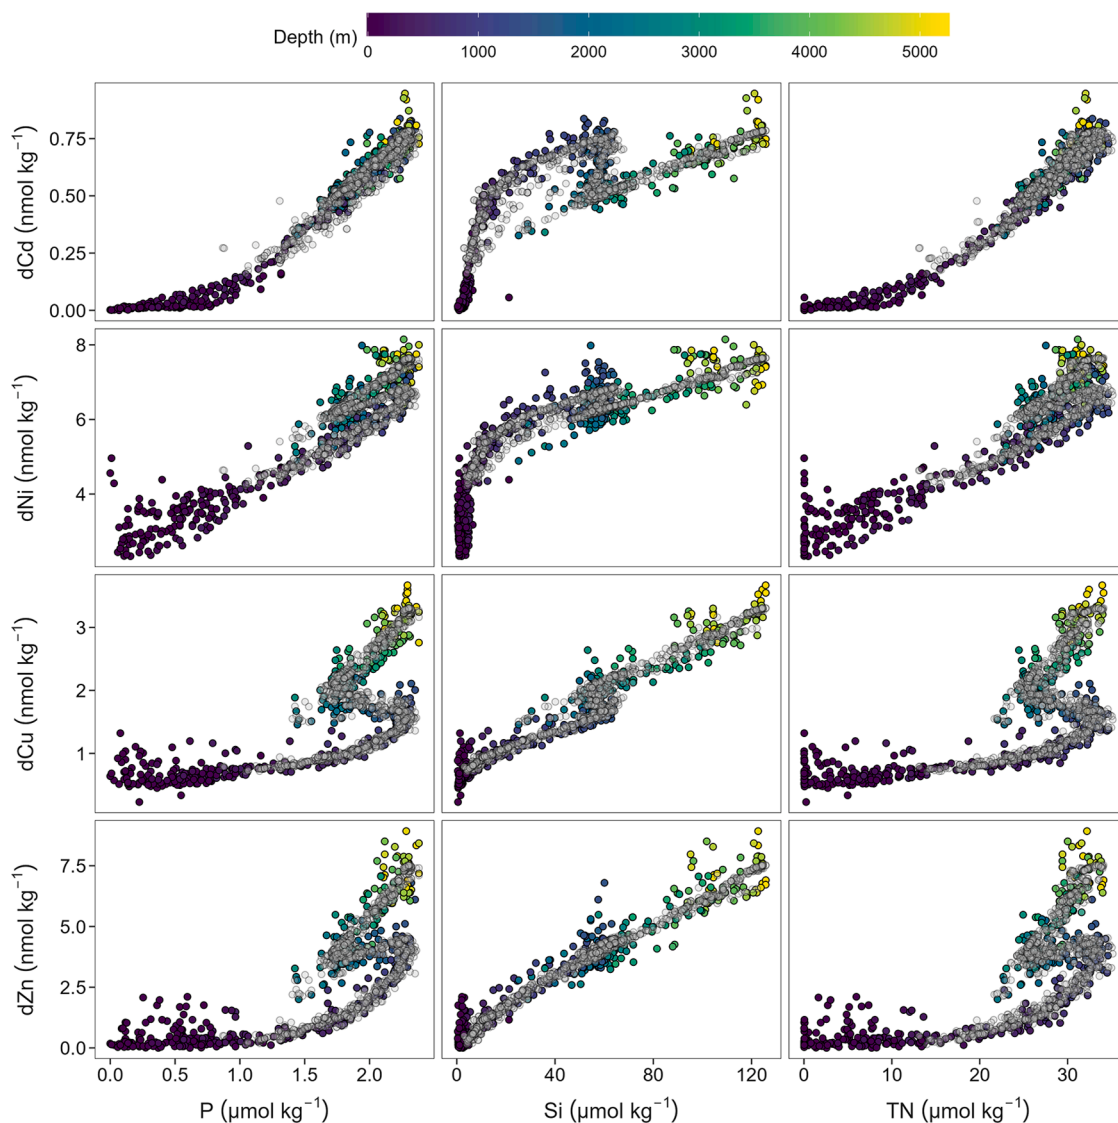 Depth (m)
0 1000 2000 3000 4000 5000
dCd (nmol kg⁻¹)
0.75
0.50
0.25
0.00
dNi (nmol kg⁻¹)
8
6
4
dCu (nmol kg⁻¹)
3
2
1
dZn (nmol kg⁻¹)
7.5
5.0
2.5
0.0
0.0 0.5 1.0 1.5 2.0 0 40 80 120 0 10 20 30
P (μmol kg⁻¹) Si (μmol kg⁻¹) TN (μmol kg⁻¹)